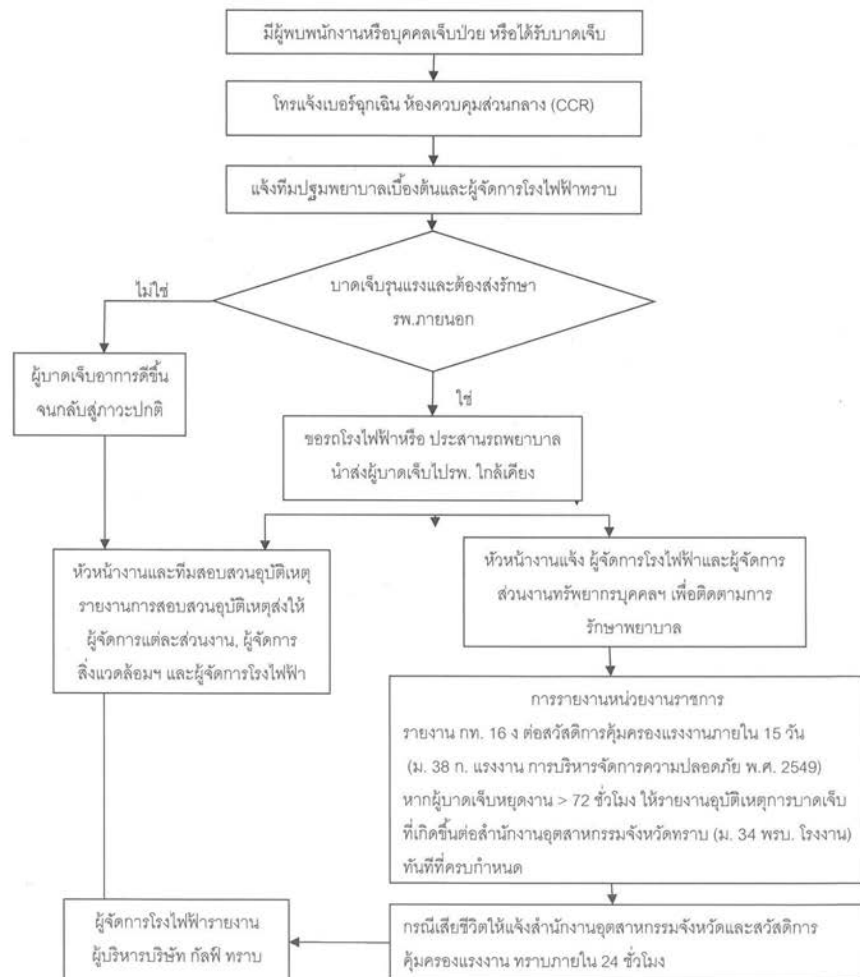 มีผู้พบพนักงานหรือบุคคลเจ็บป่วย หรือได้รับบาดเจ็บ
โทรแจ้งเบอร์ฉุกเฉิน ห้องควบคุมส่วนกลาง (CCR)
แจ้งทีมปฐมพยาบาลเบื้องต้นและผู้จัดการโรงไฟฟ้าทราบ
บาดเจ็บรุนแรงและต้องส่งรักษา
รพ.ภายนอก
ไม่ใช่
ผู้บาดเจ็บอาการดีขึ้น
จนกลับสู่ภาวะปกติ
ใช่
ขอรถโรงไฟฟ้าหรือ ประสานรถพยาบาล
นำส่งผู้บาดเจ็บไปรพ. ใกล้เคียง
หัวหน้างานและทีมสอบสวนอุบัติเหตุ
รายงานการสอบสวนอุบัติเหตุส่งให้
ผู้จัดการแต่ละส่วนงาน, ผู้จัดการ
สิ่งแวดล้อมฯ และผู้จัดการโรงไฟฟ้า
หัวหน้างานแจ้ง ผู้จัดการโรงไฟฟ้าและผู้จัดการ
ส่วนงานทรัพยากรบุคคลฯ เพื่อติดตามการ
รักษาพยาบาล
การรายงานหน่วยงานราชการ
รายงาน กท. 16 ง ต่อสวัสดิการคุ้มครองแรงงานภายใน 15 วัน
(ม. 38 ก. แรงงาน การบริหารจัดการความปลอดภัย พ.ศ. 2549)
หากผู้บาดเจ็บหยุดงาน > 72 ชั่วโมง ให้รายงานอุบัติเหตุการบาดเจ็บ
ที่เกิดขึ้นต่อสำนักงานอุตสาหกรรมจังหวัดทราบ (ม. 34 พรบ. โรงงาน)
ทันทีที่ครบกำหนด
ผู้จัดการโรงไฟฟ้ารายงาน
ผู้บริหารบริษัท กัลฟ์ ทราบ
กรณีเสียชีวิตให้แจ้งสำนักงานอุตสาหกรรมจังหวัดและสวัสดิการ
คุ้มครองแรงงาน ทราบภายใน 24 ชั่วโมง